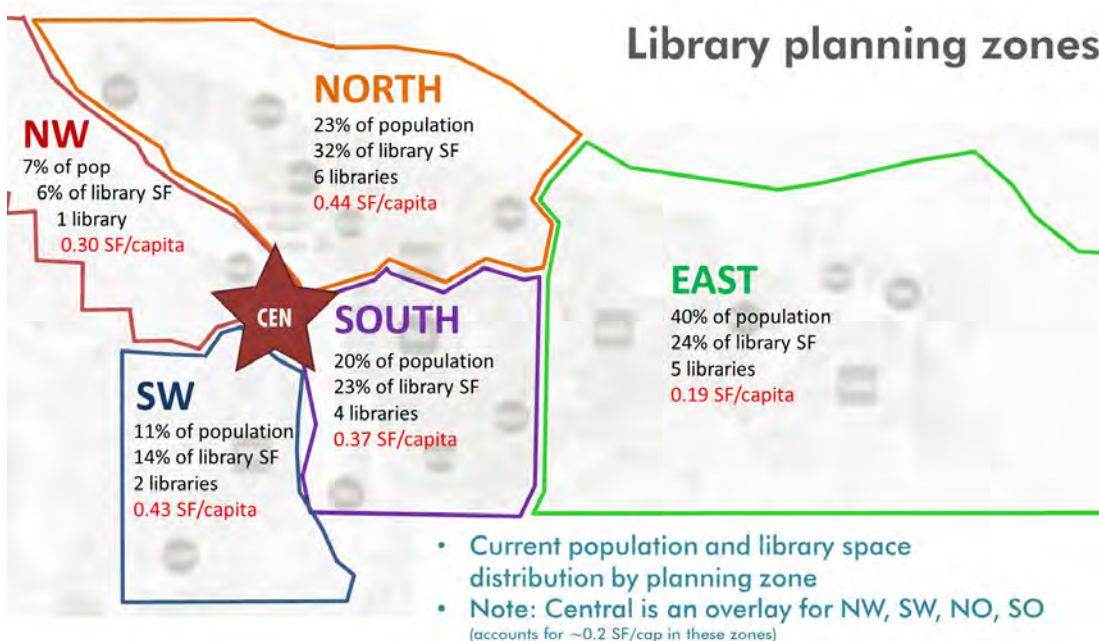 Library planning zones
NORTH
23% of population
32% of library SF
6 libraries
0.44 SF/capita
NW
7% of pop
6% of library SF
1 library
0.30 SF/capita
CEN
SOUTH
20% of population
23% of library SF
4 libraries
0.37 SF/capita
EAST
40% of population
24% of library SF
5 libraries
0.19 SF/capita
SW
11% of population
14% of library SF
2 libraries
0.43 SF/capita
• Current population and library space
distribution by planning zone
• Note: Central is an overlay for NW, SW, NO, SO
(accounts for ~0.2 SF/cap in these zones)